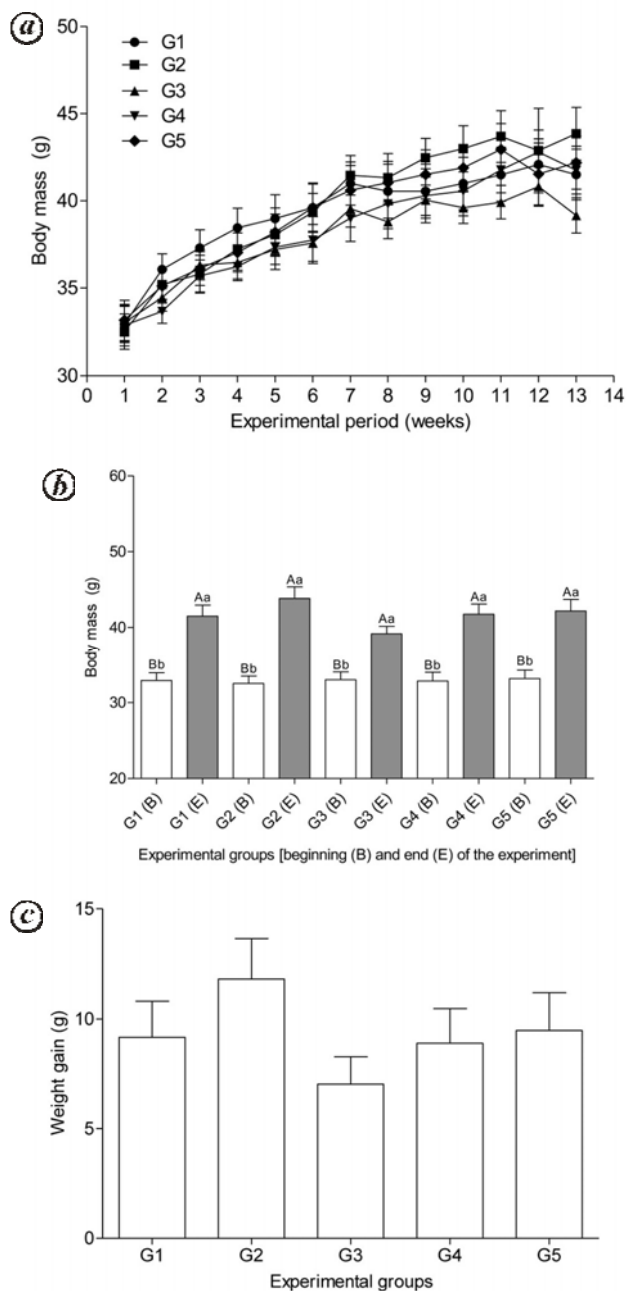 a
50
45
40
35
30
Body mass (g)
G1
G2
G3
G4
G5
0 1 2 3 4 5 6 7 8 9 10 11 12 13 14
Experimental period (weeks)
b
60
50
40
30
20
Body mass (g)
Bb Aa Bb Aa Bb Aa Bb Aa Bb Aa
G1 (B) G1 (E) G2 (B) G2 (E) G3 (B) G3 (E) G4 (B) G4 (E) G5 (B) G5 (E)
Experimental groups [beginning (B) and end (E) of the experiment]
c
15
10
5
0
Weight gain (g)
G1 G2 G3 G4 G5
Experimental groups